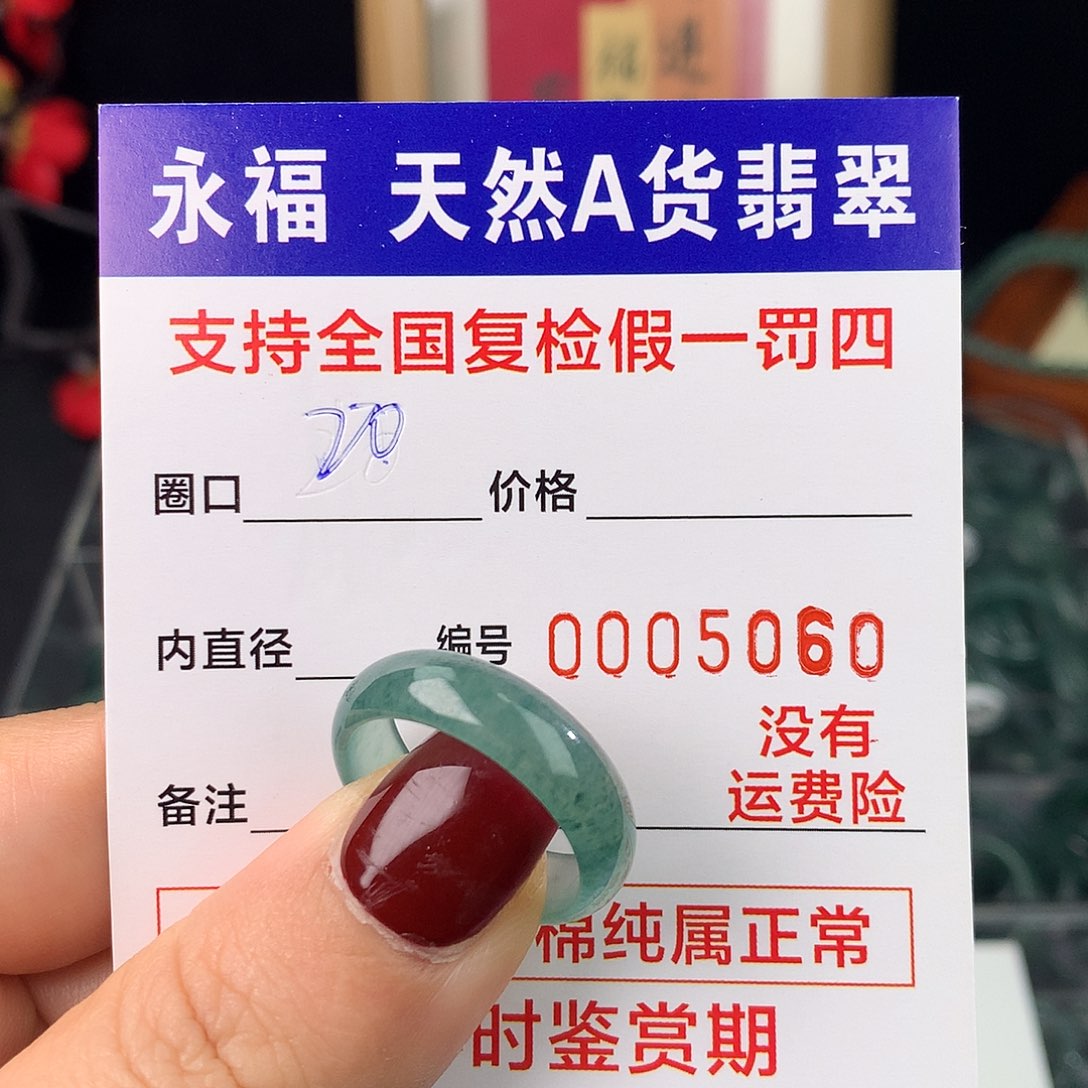 永福 天然A货翡翠
支持全国复检假一罚四
圈口 20 价格
内直径 编号 0005060
没有
备注 运费险
棉纯属正常
时鉴赏期